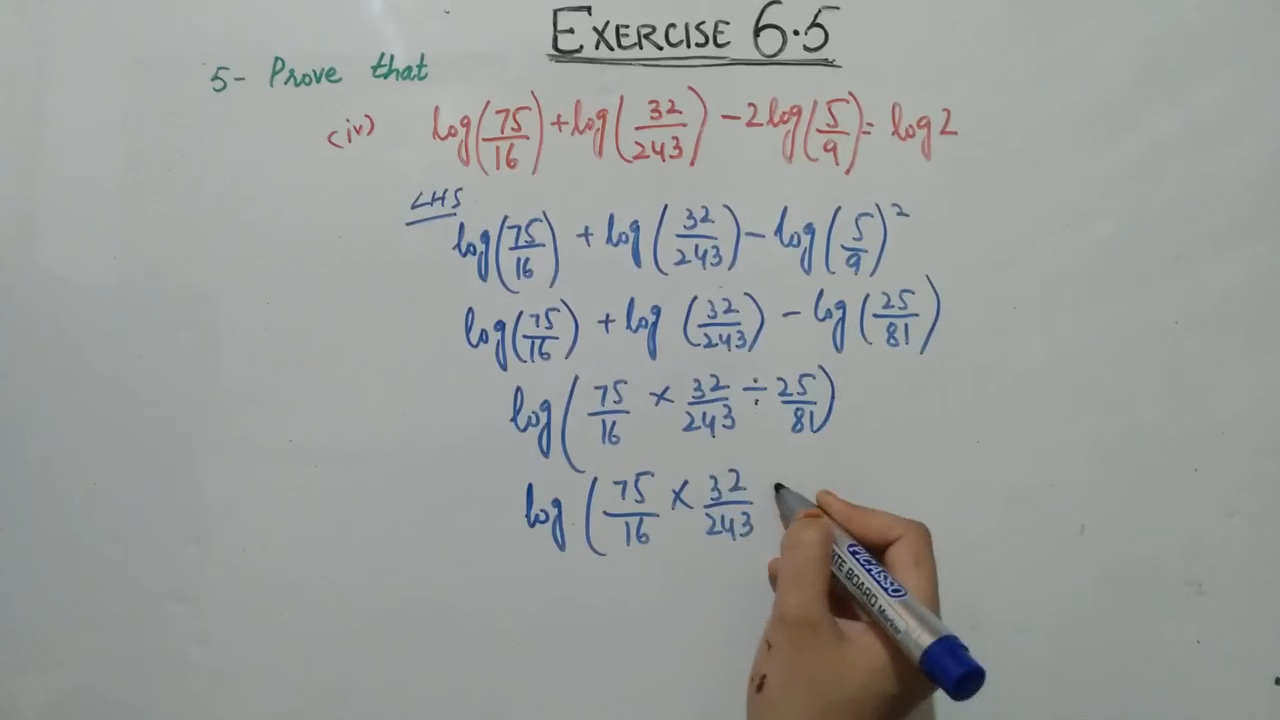 EXERCISE 6.5
5- Prove that
(iv) log(75/16) + log(32/243) - 2log(5/9) = log2
LHS
log(75/16) + log(32/243) - log(5/9)²
log(75/16) + log(32/243) - log(25/81)
log(75/16 × 32/243 ÷ 25/81)
log(75/16 × 32/243
PICASSO
WHITE BOARD Marker